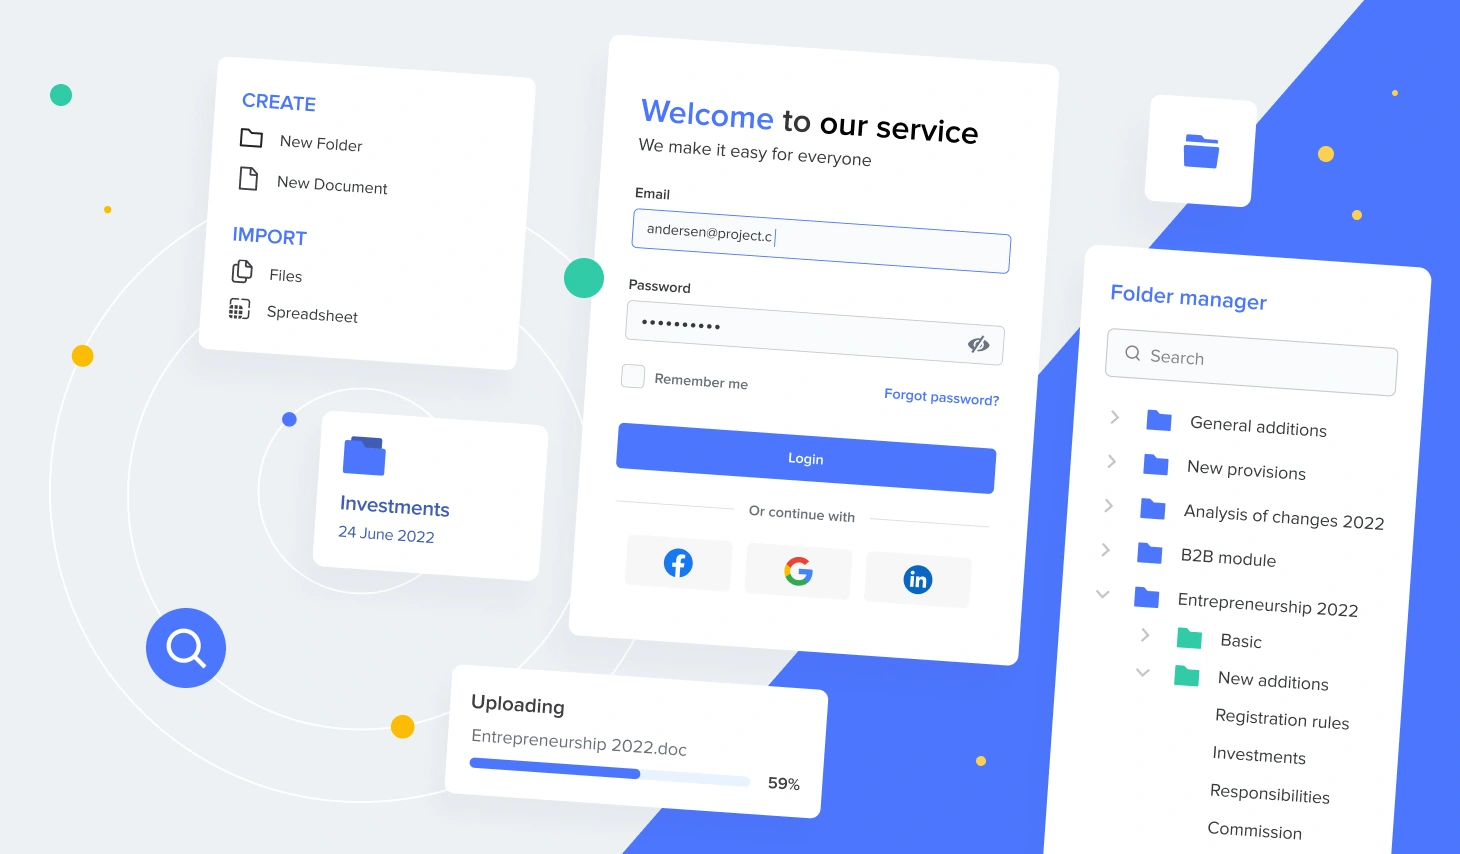 CREATE
New Folder
New Document
IMPORT
Files
Spreadsheet
Investments
24 June 2022
Welcome to our service
We make it easy for everyone
Email
andersen@project.c
Password
••••••••••
Remember me
Forgot password?
Login
Or continue with
in
Uploading
Entrepreneurship 2022.doc
59%
Folder manager
Search
General additions
New provisions
Analysis of changes 2022
B2B module
Entrepreneurship 2022
Basic
New additions
Registration rules
Investments
Responsibilities
Commission